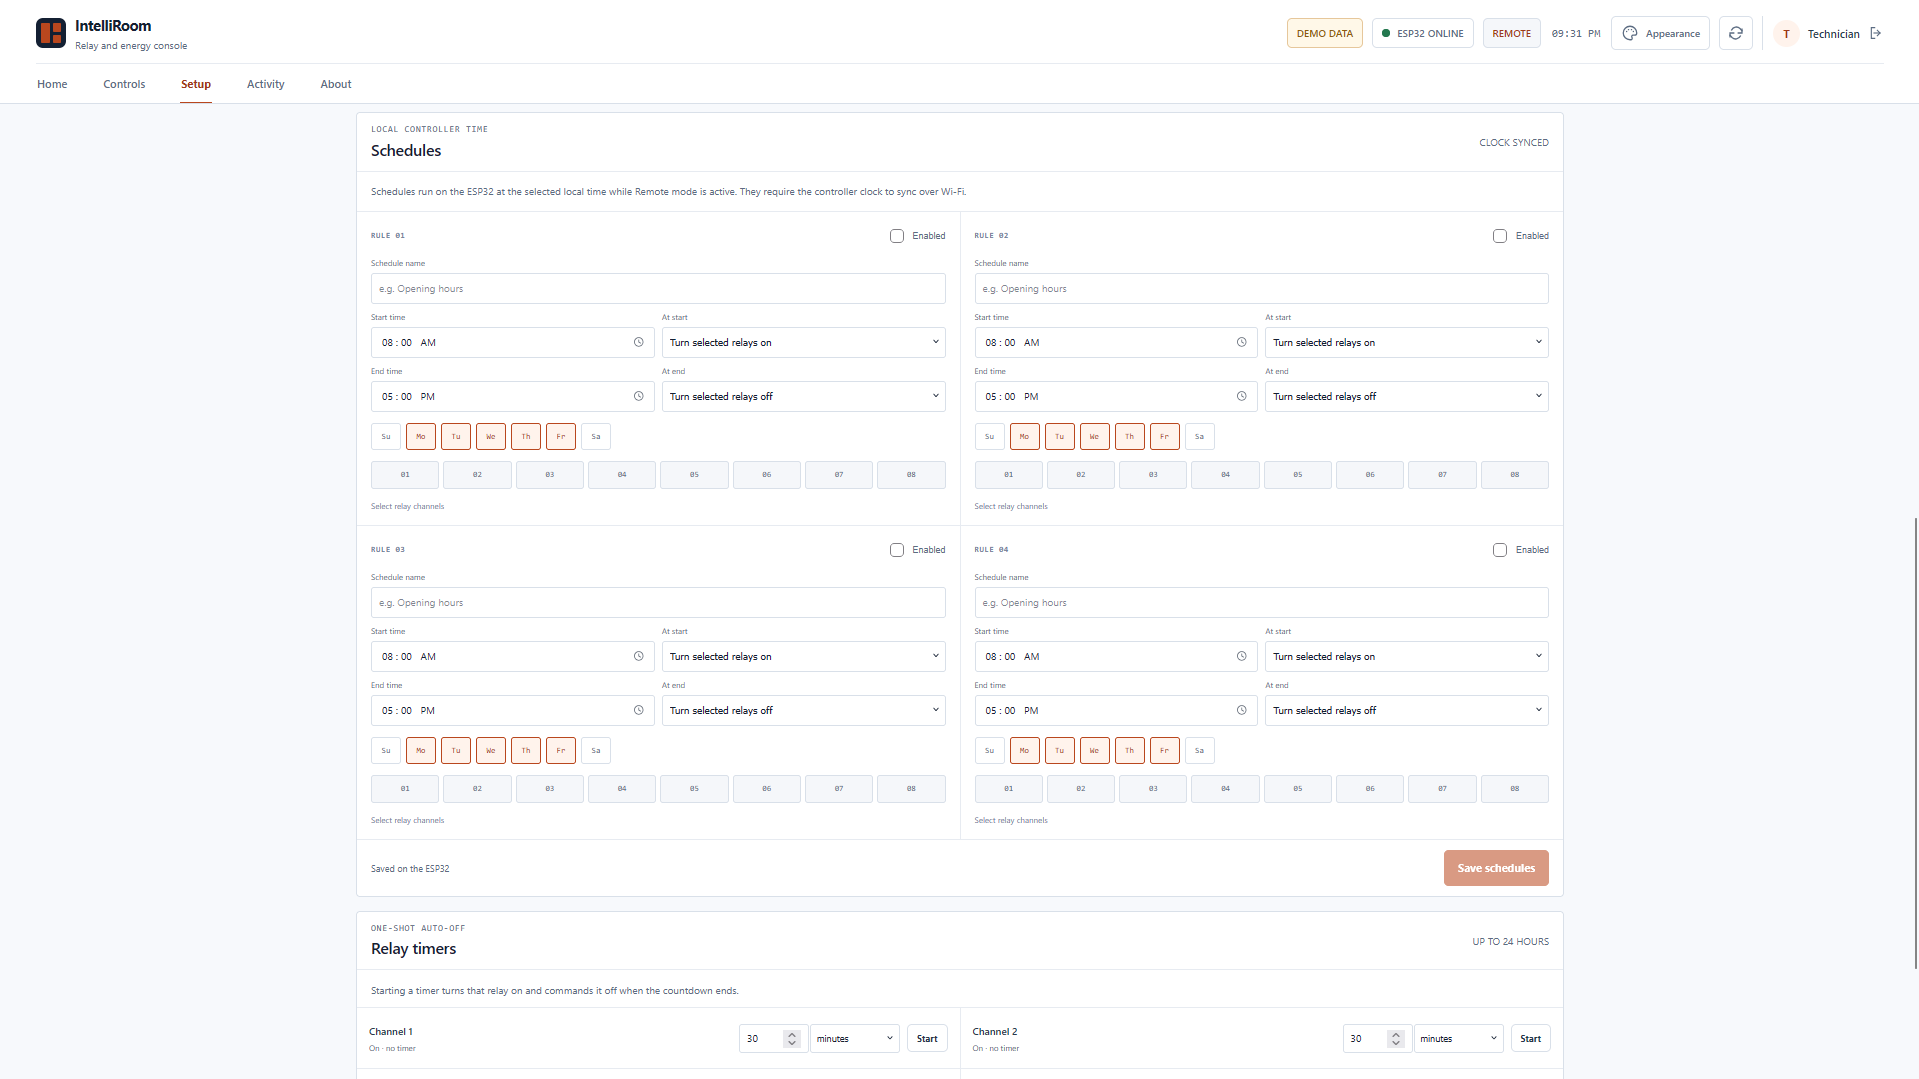 IntelliRoom
Relay and energy console
DEMO DATA
ESP32 ONLINE
REMOTE
09:31 PM
Appearance
T
Technician
Home
Controls
Setup
Activity
About
LOCAL CONTROLLER TIME
Schedules
CLOCK SYNCED
Schedules run on the ESP32 at the selected local time while Remote mode is active. They require the controller clock to sync over Wi-Fi.
RULE 01
Enabled
Schedule name
e.g. Opening hours
Start time
At start
08 : 00 AM
Turn selected relays on
End time
At end
05 : 00 PM
Turn selected relays off
Su Mo Tu We Th Fr Sa
01 02 03 04 05 06 07 08
Select relay channels
RULE 02
Enabled
Schedule name
e.g. Opening hours
Start time
At start
08 : 00 AM
Turn selected relays on
End time
At end
05 : 00 PM
Turn selected relays off
Su Mo Tu We Th Fr Sa
01 02 03 04 05 06 07 08
Select relay channels
RULE 03
Enabled
Schedule name
e.g. Opening hours
Start time
At start
08 : 00 AM
Turn selected relays on
End time
At end
05 : 00 PM
Turn selected relays off
Su Mo Tu We Th Fr Sa
01 02 03 04 05 06 07 08
Select relay channels
RULE 04
Enabled
Schedule name
e.g. Opening hours
Start time
At start
08 : 00 AM
Turn selected relays on
End time
At end
05 : 00 PM
Turn selected relays off
Su Mo Tu We Th Fr Sa
01 02 03 04 05 06 07 08
Select relay channels
Saved on the ESP32
Save schedules
ONE-SHOT AUTO-OFF
Relay timers
UP TO 24 HOURS
Starting a timer turns that relay on and commands it off when the countdown ends.
Channel 1
On · no timer
30
minutes
Start
Channel 2
On · no timer
30
minutes
Start